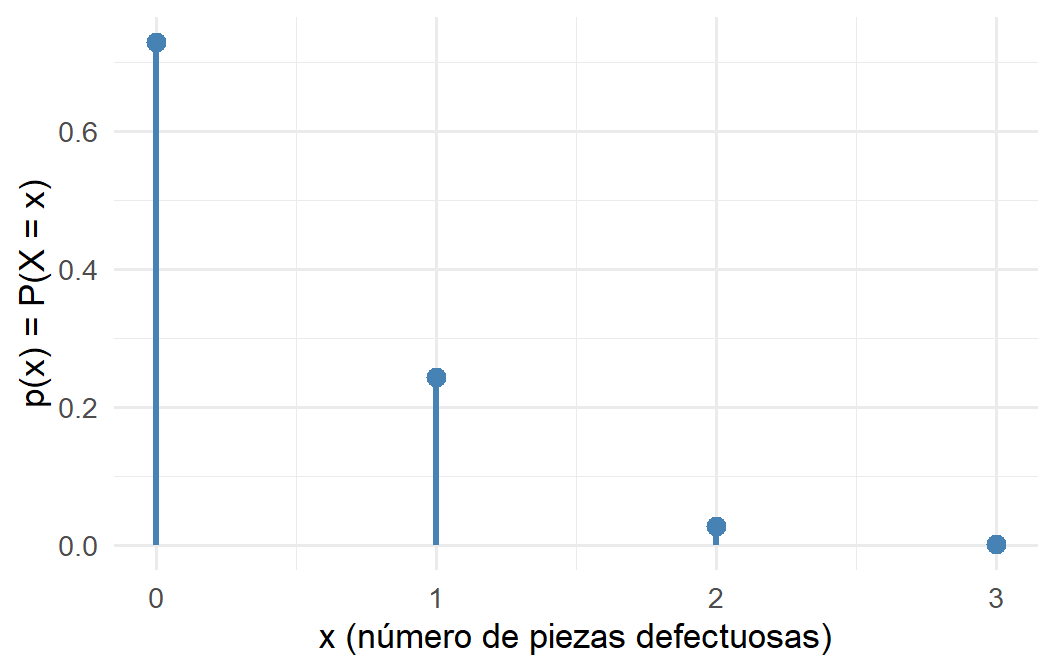 p(x) = P(X = x)
0.6
0.4
0.2
0.0
0 1 2 3
x (número de piezas defectuosas)